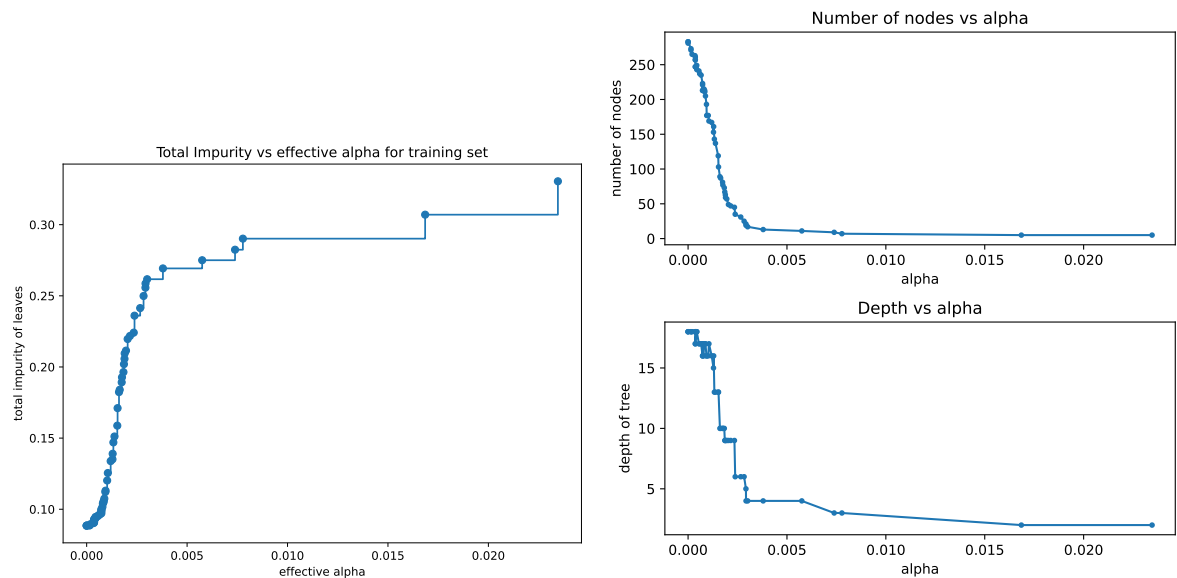 Total Impurity vs effective alpha for training set
total impurity of leaves
0.30
0.25
0.20
0.15
0.10
0.000 0.005 0.010 0.015 0.020
effective alpha
Number of nodes vs alpha
number of nodes
250
200
150
100
50
0
0.000 0.005 0.010 0.015 0.020
alpha
Depth vs alpha
depth of tree
15
10
5
0.000 0.005 0.010 0.015 0.020
alpha